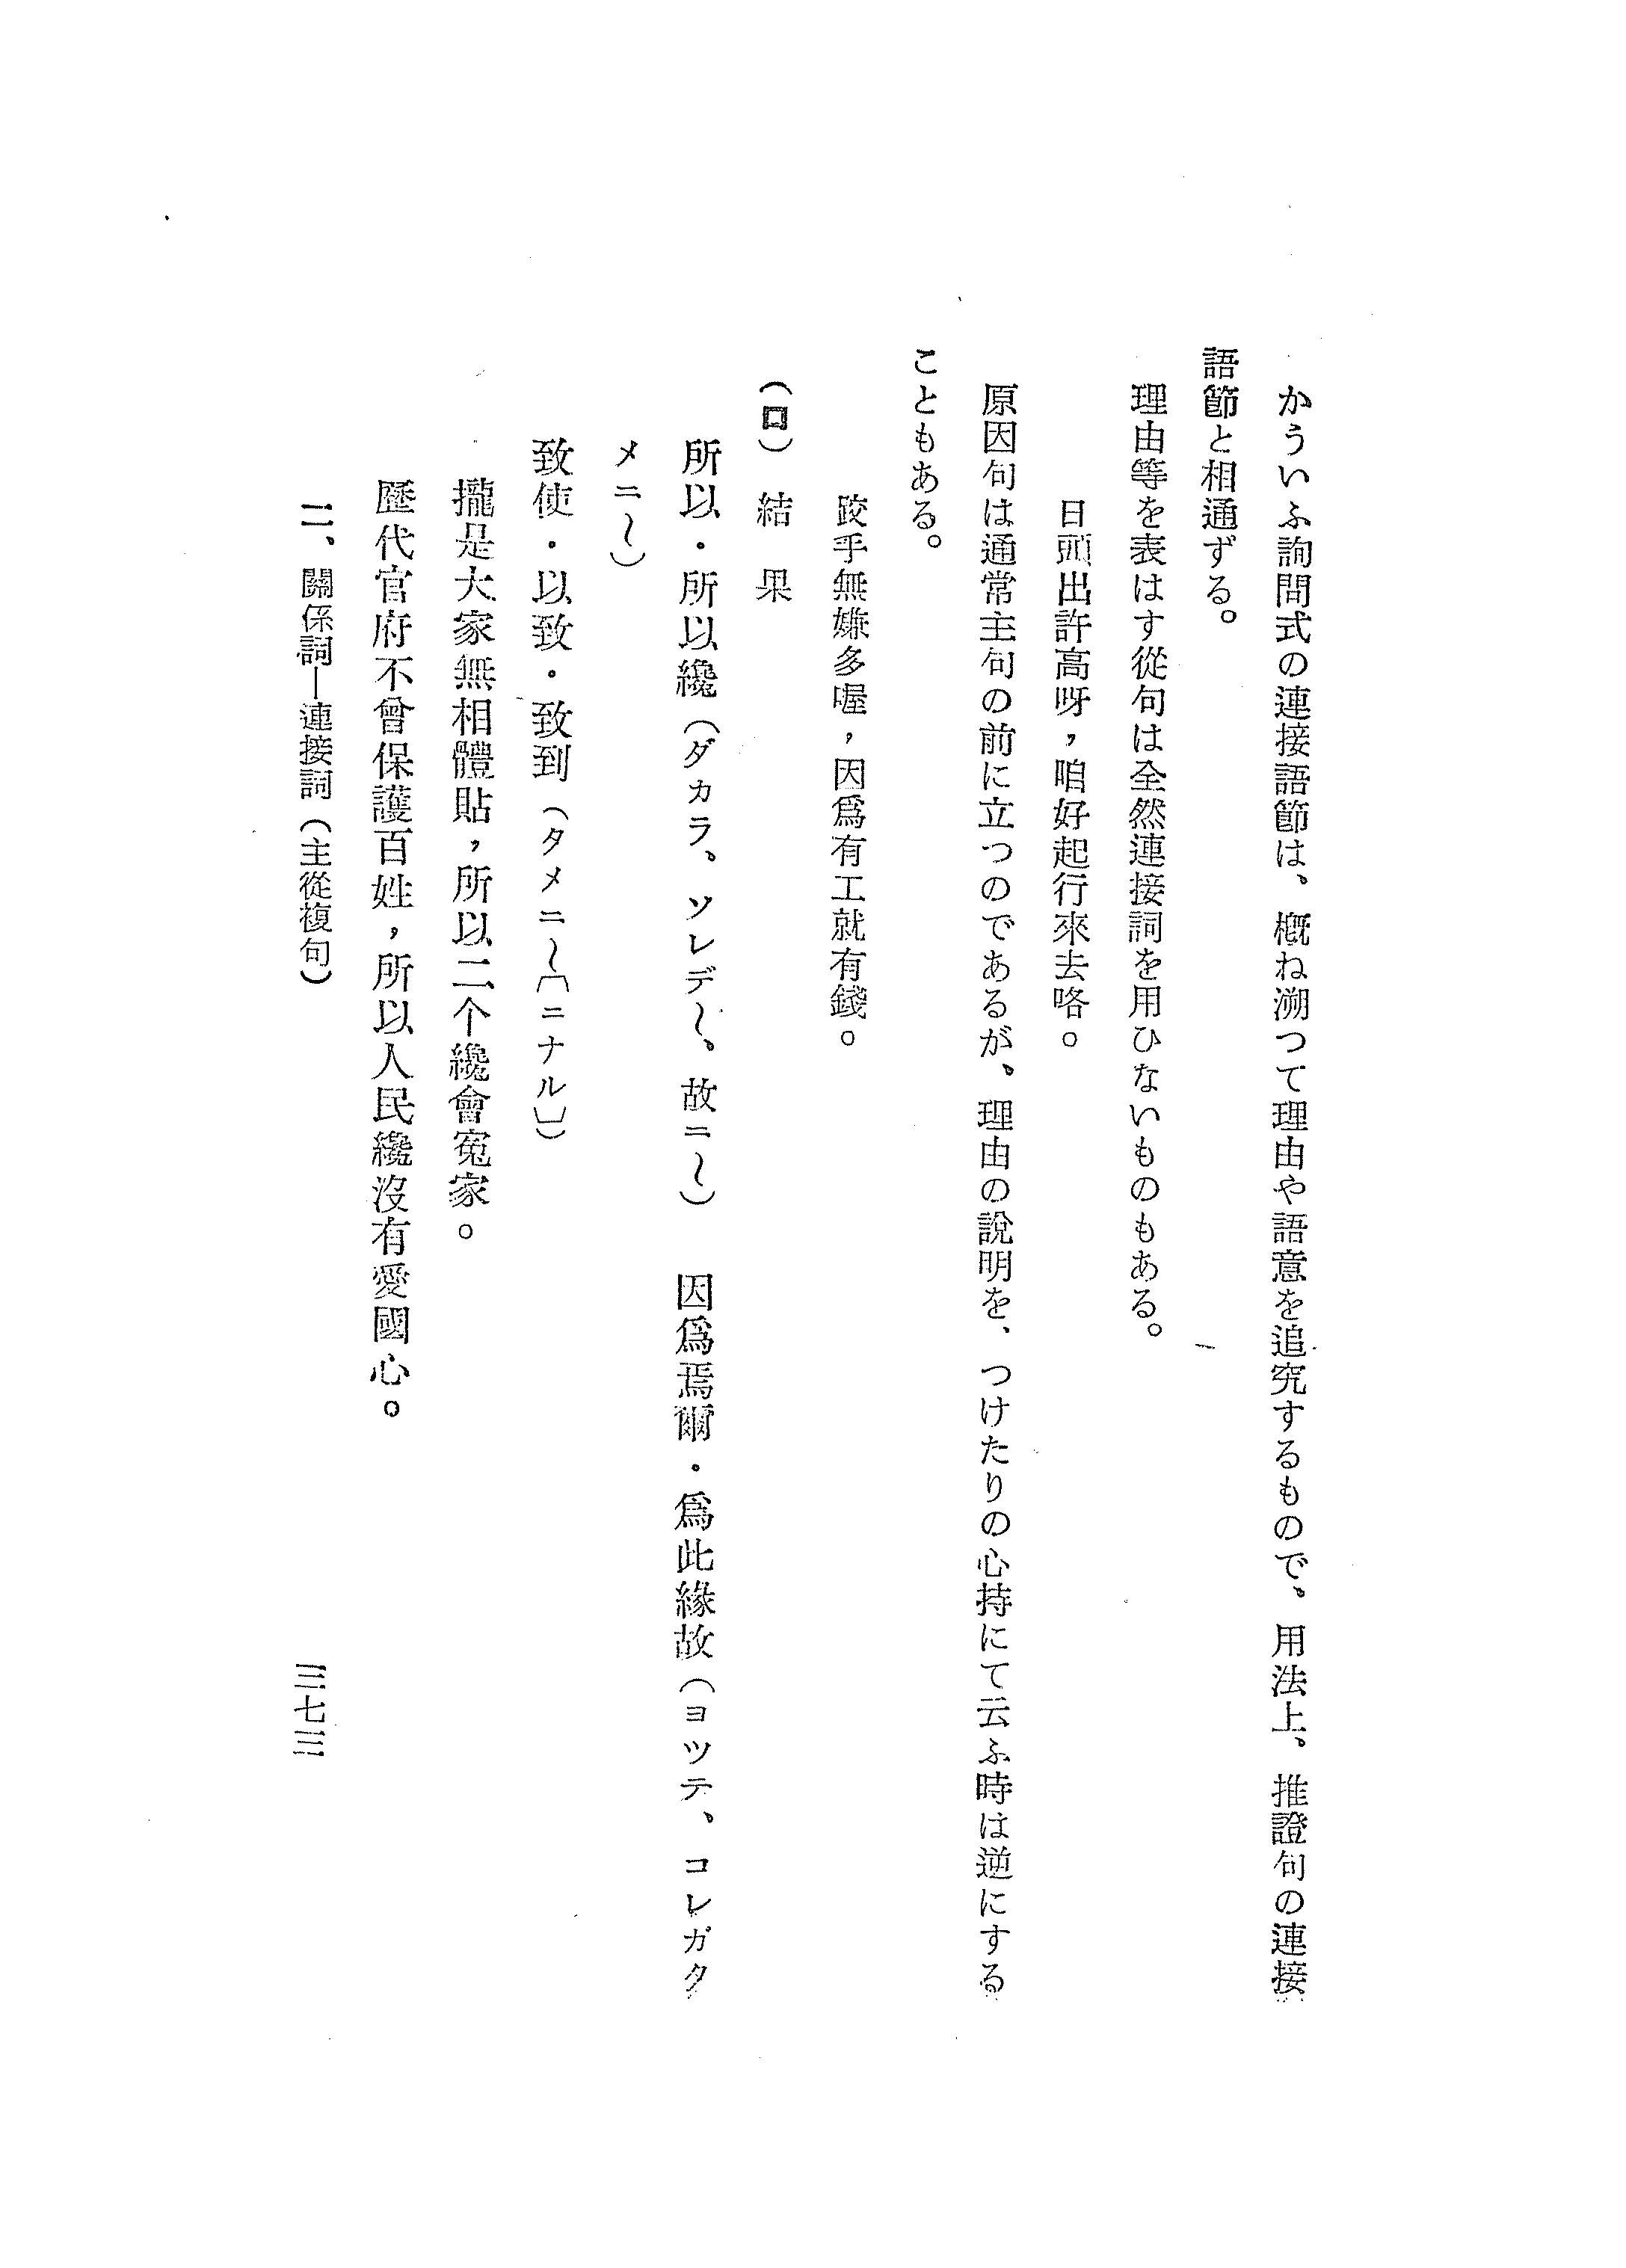 かういふ詢問式の連接語節は、概ね溯つて理由や語意を追究するもので、用法上、推證句の連接
語節と相通ずる。
理由等を表はす從句は全然連接詞を用ひないものもある。
日頭出許高呀，咱好起行來去咯。
原因句は通常主句の前に立つのであるが、理由の說明を、つけたりの心持にて云ふ時は逆にする
こともある。
跤手無嫌多喔，因爲有工就有錢。
（ロ）　結　果
所以・所以纔（ダカラ、ソレデ〜、故ニ〜）　因爲焉爾・爲此緣故（ヨツテ、コレガタ
メニ〜）
致使・以致・致到（タメニ〜〔ニナル〕）
攏是大家無相體貼，所以二个纔會寃家。
歷代官府不曾保護百姓，所以人民纔沒有愛國心。
二、關係詞―連接詞（主從複句）
三七三